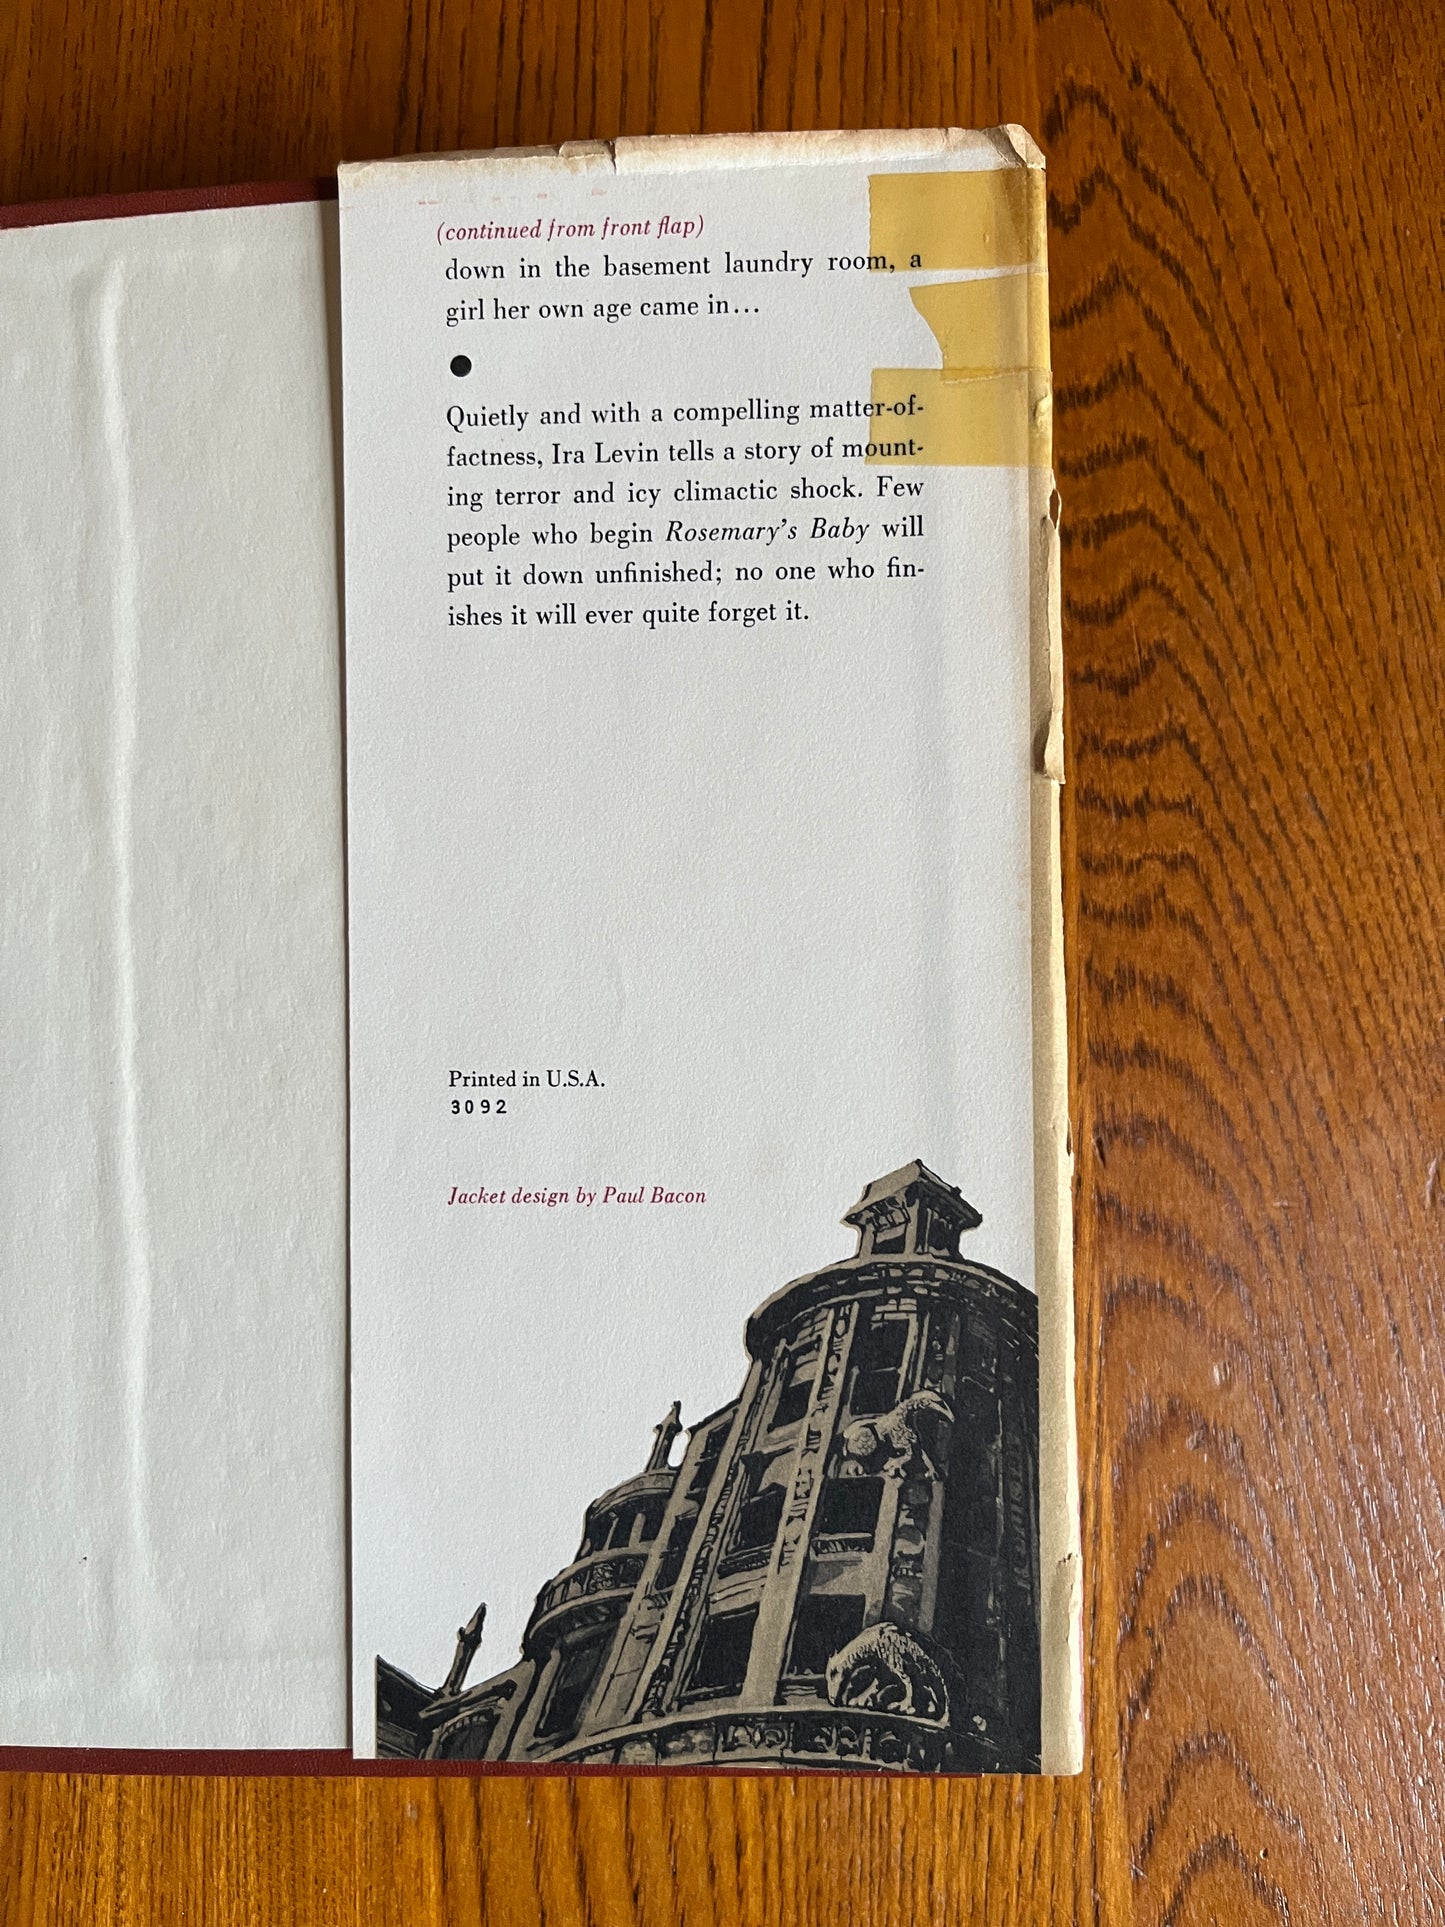 (continued from front flap)
down in the basement laundry room, a
girl her own age came in...
Quietly and with a compelling matter-of-
factness, Ira Levin tells a story of mount-
ing terror and icy climactic shock. Few
people who begin Rosemary's Baby will
put it down unfinished; no one who fin-
ishes it will ever quite forget it.
Printed in U.S.A.
3092
Jacket design by Paul Bacon